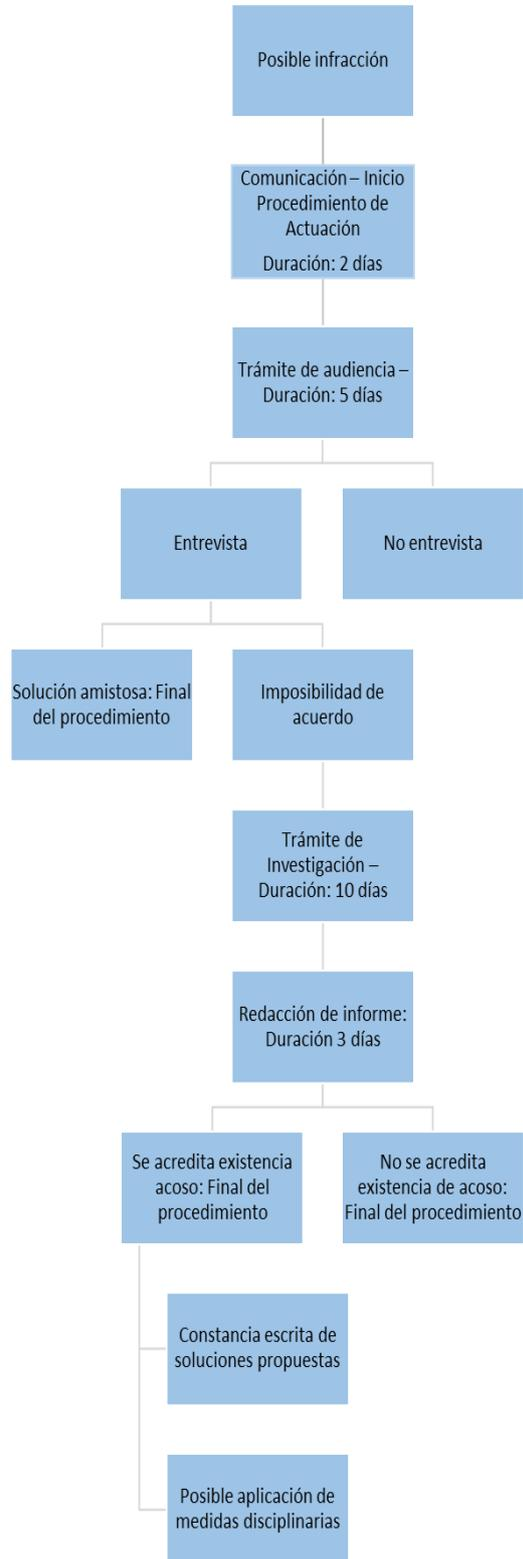 Posible infracción
Comunicación – Inicio
Procedimiento de
Actuación
Duración: 2 días
Trámite de audiencia –
Duración: 5 días
Entrevista
No entrevista
Solución amistosa: Final
del procedimiento
Imposibilidad de
acuerdo
Trámite de
Investigación –
Duración: 10 días
Redacción de informe:
Duración 3 días
Se acredita existencia
acoso: Final del
procedimiento
No se acredita
existencia de acoso:
Final del procedimiento
Constancia escrita de
soluciones propuestas
Posible aplicación de
medidas disciplinarias